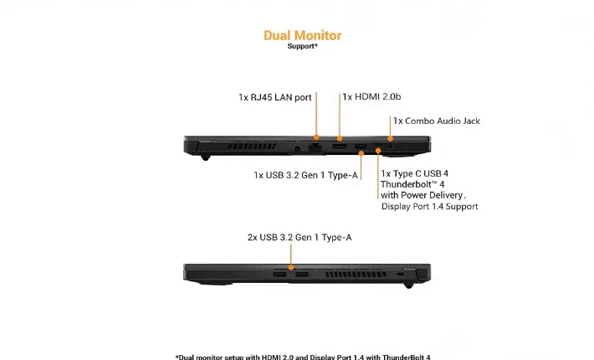 Dual Monitor
Support*
1x RJ45 LAN port
1x HDMI 2.0b
1x Combo Audio Jack
1x USB 3.2 Gen 1 Type-A
1x Type C USB 4
Thunderbolt™ 4
with Power Delivery.
Display Port 1.4 Support
2x USB 3.2 Gen 1 Type-A
*Dual monitor setup with HDMI 2.0 and Display Port 1.4 with ThunderBolt 4